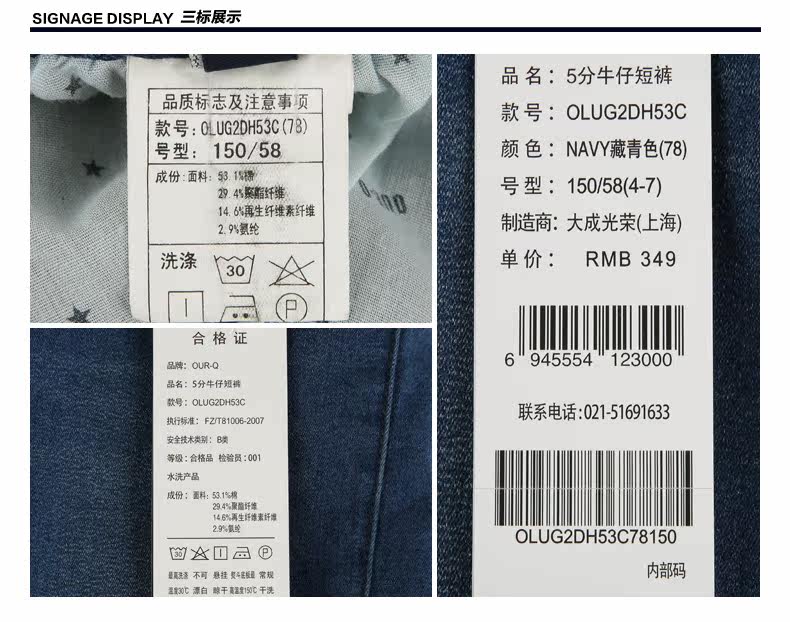 SIGNAGE DISPLAY 三标展示
品质标志及注意事项
款号:OLUG2DH53C(78)
号型: 150/58
成份:面料: 53.1%棉
29.4%聚酯纤维
14.6%再生纤维素纤维
2.9%氨纶
洗涤
30
P
合格证
品牌: OUR-Q
品名: 5分牛仔短裤
款号: OLUG2DH53C
执行标准: FZ/T81006-2007
安全技术类别: B类
等级:合格品 检验员:001
水洗产品
成份: 面料: 53.1%棉
29.4%聚酯纤维
14.6%再生纤维素纤维
2.9%氨纶
30
P
最高洗涤 不可 悬挂 熨斗底板最 常规
温度30℃ 漂白 晾干 高温度150℃ 干洗
品名: 5分牛仔短裤
款号: OLUG2DH53C
颜色: NAVY藏青色(78)
号型: 150/58(4-7)
制造商: 大成光荣(上海)
单价: RMB 349
6 945554 123000
联系电话:021-51691633
OLUG2DH53C78150
内部码